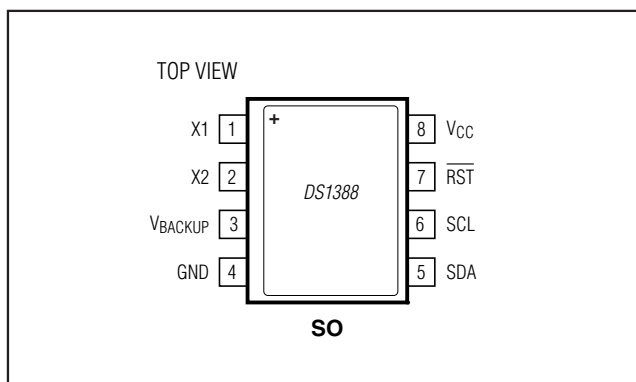 TOP VIEW
X1 1 + 8 VCC
X2 2 DS1388 7 RST
VBACKUP 3 6 SCL
GND 4 5 SDA
SO